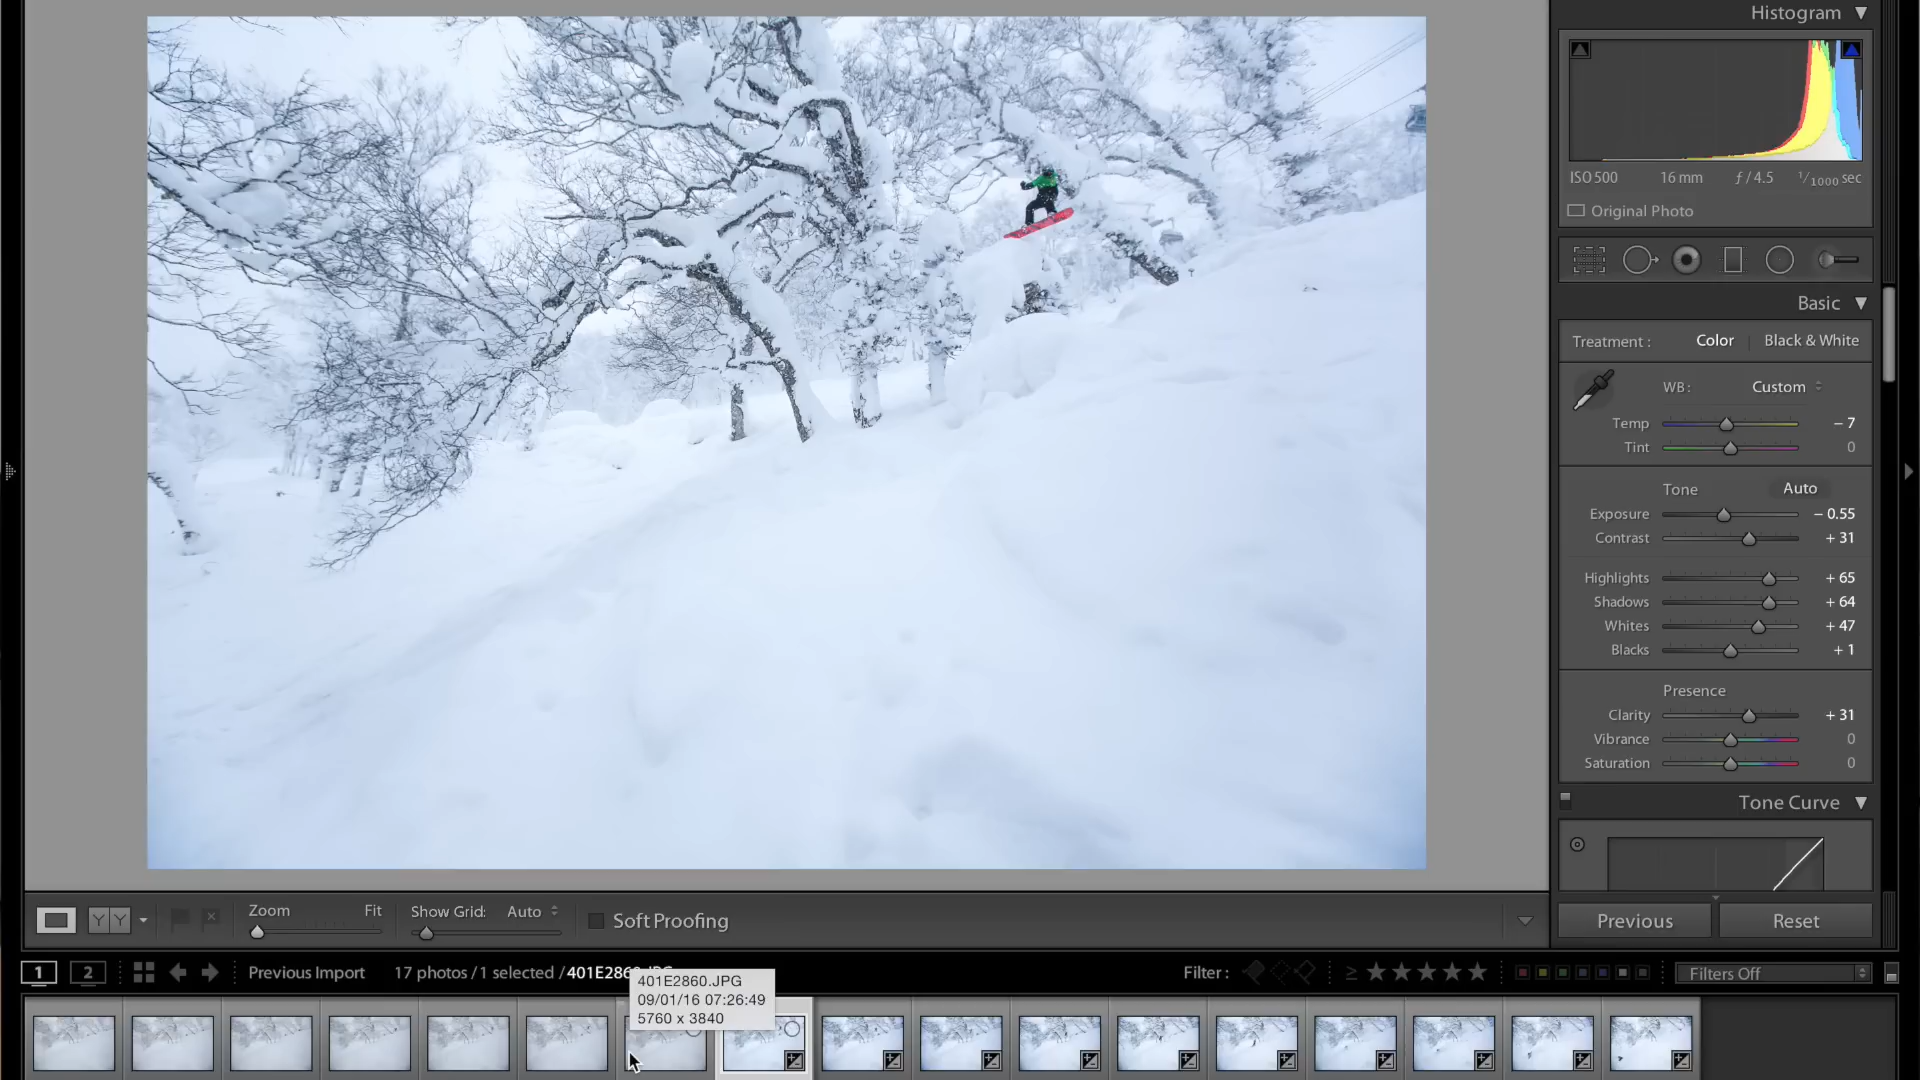 Histogram
ISO 500 16 mm ƒ / 4.5 1/1000 sec
Original Photo
Basic
Treatment : Color Black & White
WB : Custom
Temp – 7
Tint 0
Tone Auto
Exposure – 0.55
Contrast + 31
Highlights + 65
Shadows + 64
Whites + 47
Blacks + 1
Presence
Clarity + 31
Vibrance 0
Saturation 0
Tone Curve
Y Y Zoom Fit Show Grid: Auto Soft Proofing
Previous Reset
1 2 Previous Import 17 photos / 1 selected / 401E2860.JPG Filter : ≥ Filters Off
401E2860.JPG
09/01/16 07:26:49
5760 x 3840